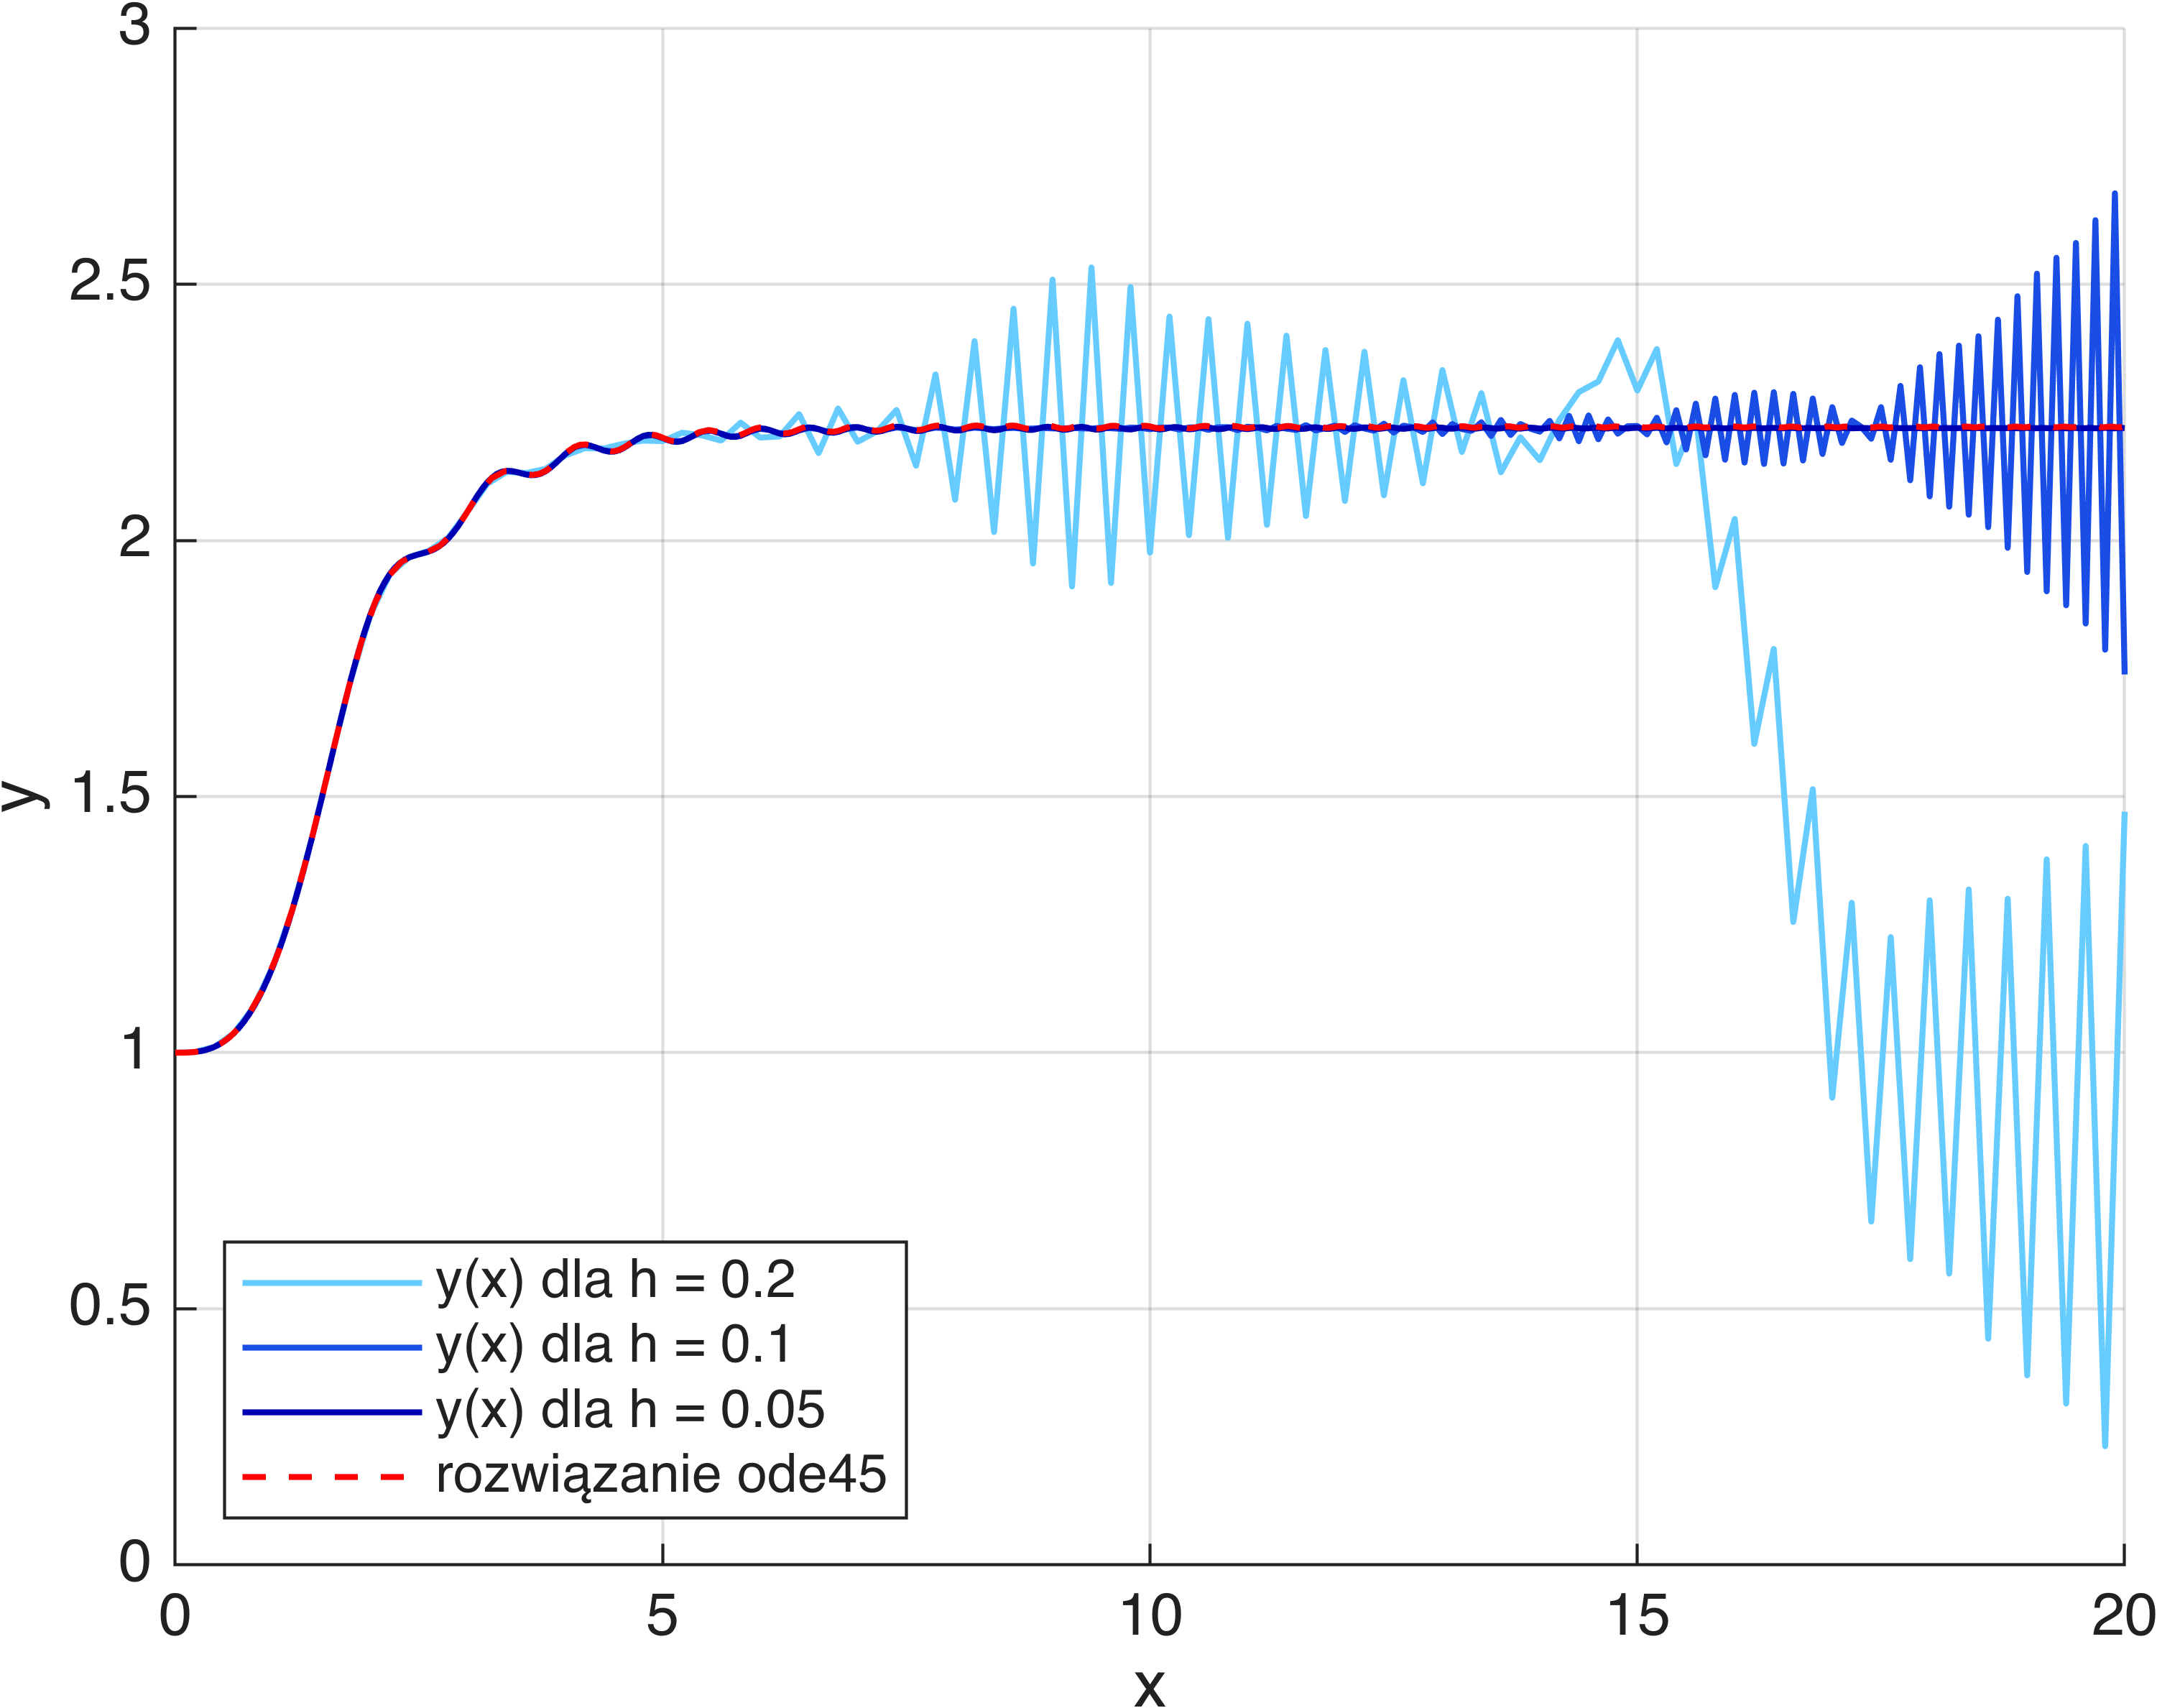 3
2.5
2
1.5
1
0.5
0
y
y(x) dla h = 0.2
y(x) dla h = 0.1
y(x) dla h = 0.05
rozwiązanie ode45
0 5 10 15 20
x